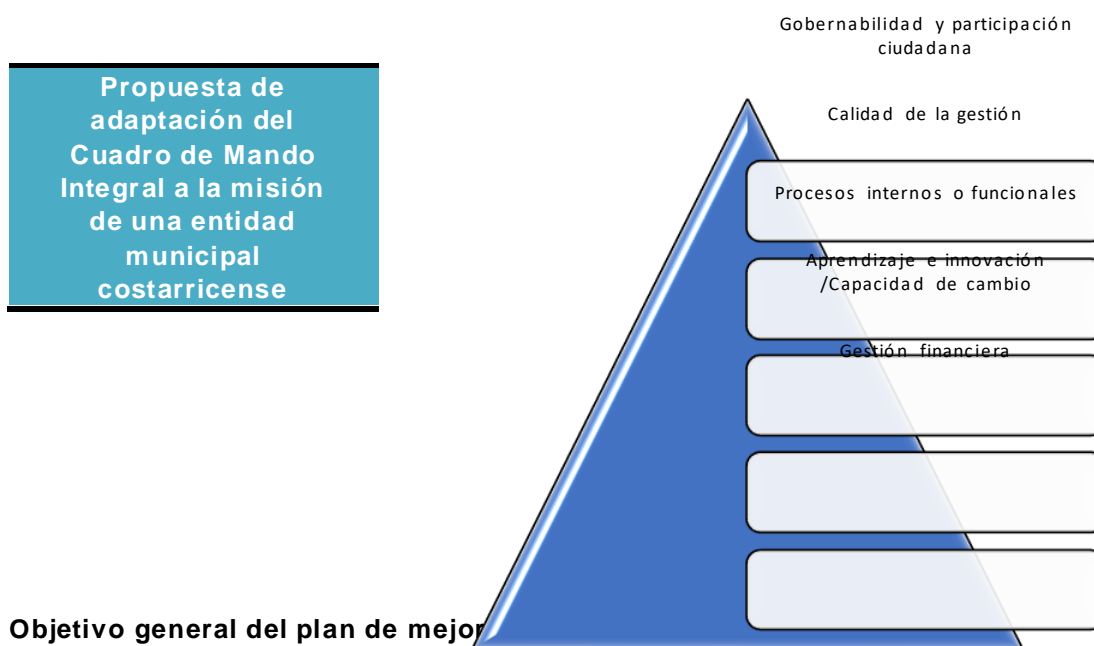 Propuesta de
adaptación del
Cuadro de Mando
Integral a la misión
de una entidad
municipal
costarricense
Gobernabilidad y participación
ciudadana
Calidad de la gestión
Procesos internos o funcionales
Aprendizaje e innovación
/Capacidad de cambio
Gestión financiera
Objetivo general del plan de mejor